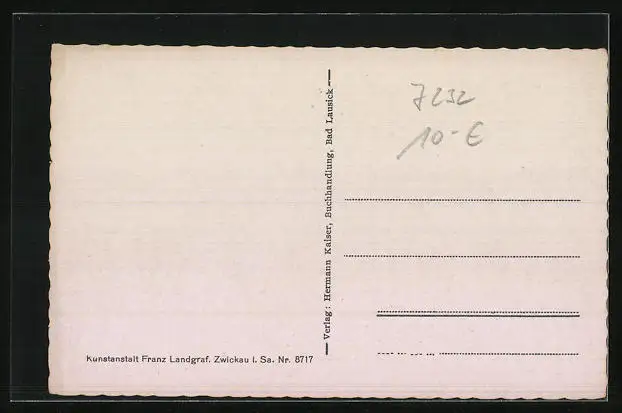 7232
10-€
Verlag: Hermann Kaiser, Buchhandlung, Bad Lausick
Kunstanstalt Franz Landgraf. Zwickau i. Sa. Nr. 8717